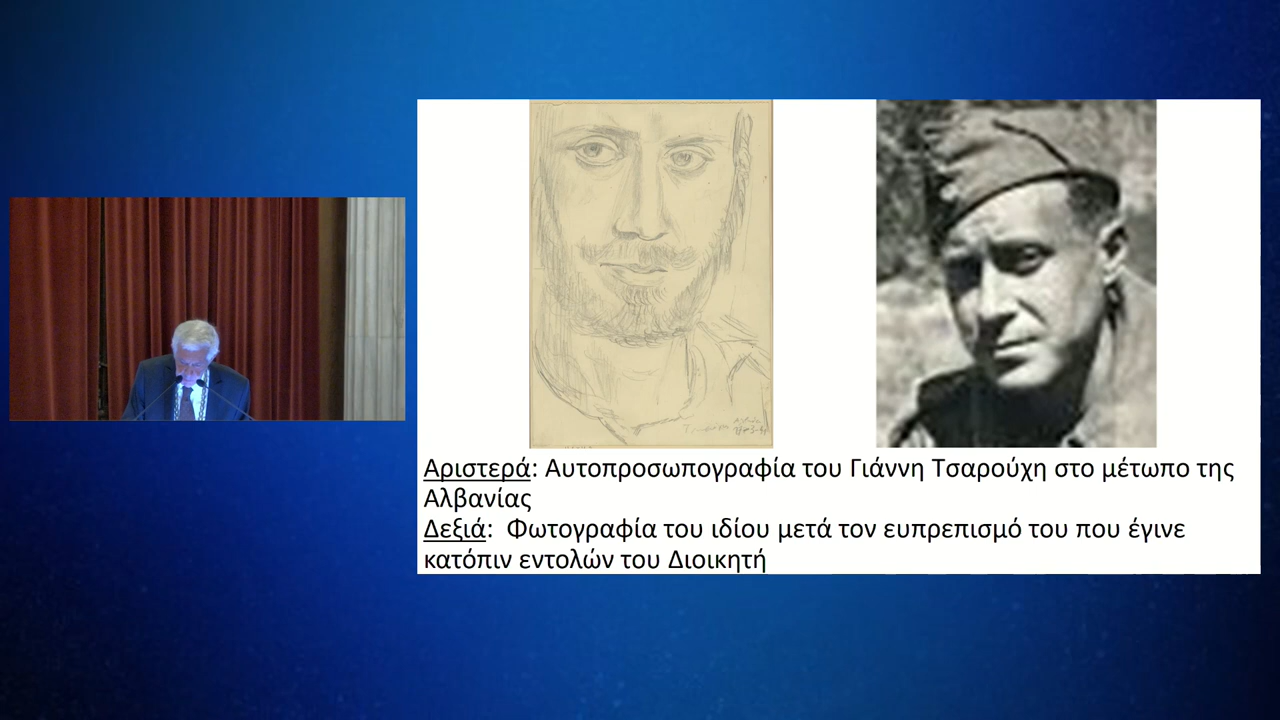 Αριστερά: Αυτοπροσωπογραφία του Γιάννη Τσαρούχη στο μέτωπο της
Αλβανίας
Δεξιά:  Φωτογραφία του ιδίου μετά τον ευπρεπισμό του που έγινε
κατόπιν εντολών του Διοικητή